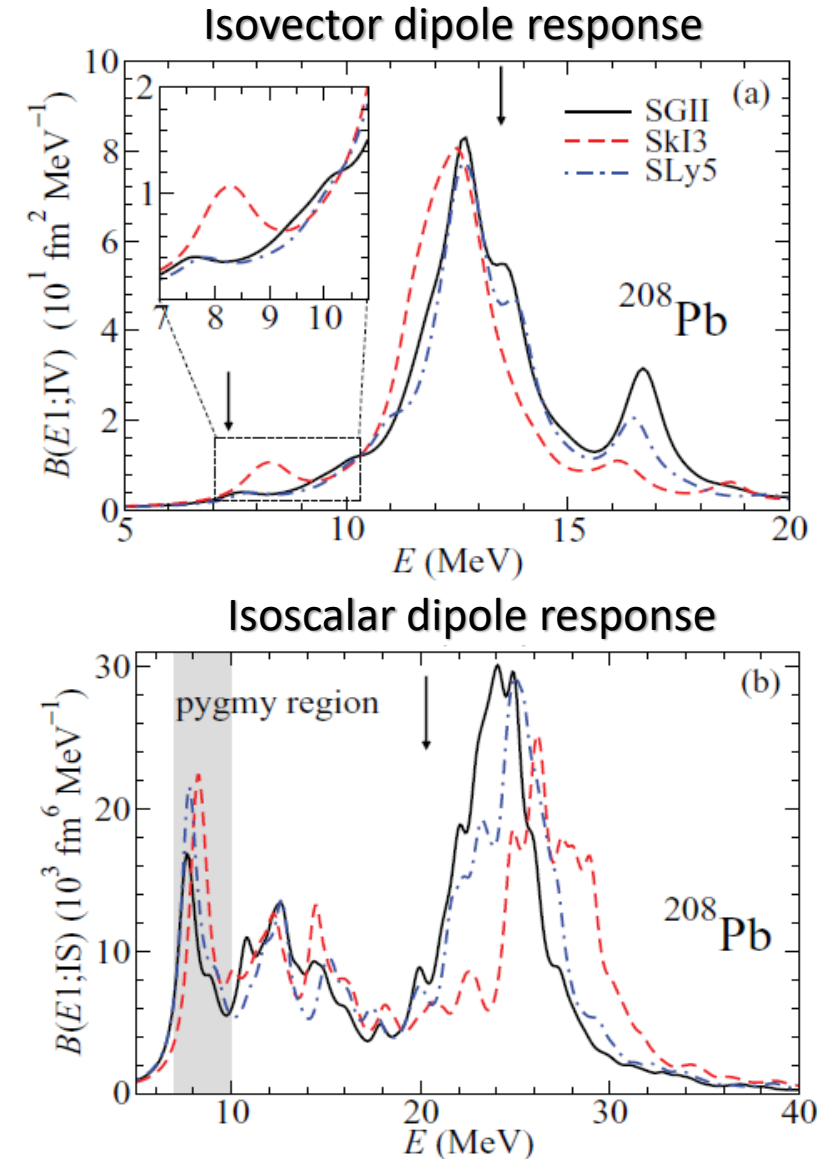 Isovector dipole response
10
8
6
4
2
0
B(E1;IV) (10¹ fm² MeV⁻¹)
2
1
7 8 9 10
(a)
SGII
SkI3
SLy5
²⁰⁸Pb
5 10 15 20
E (MeV)
Isoscalar dipole response
30
20
10
0
B(E1;IS) (10³ fm⁶ MeV⁻¹)
pygmy region
(b)
²⁰⁸Pb
10 20 30 40
E (MeV)